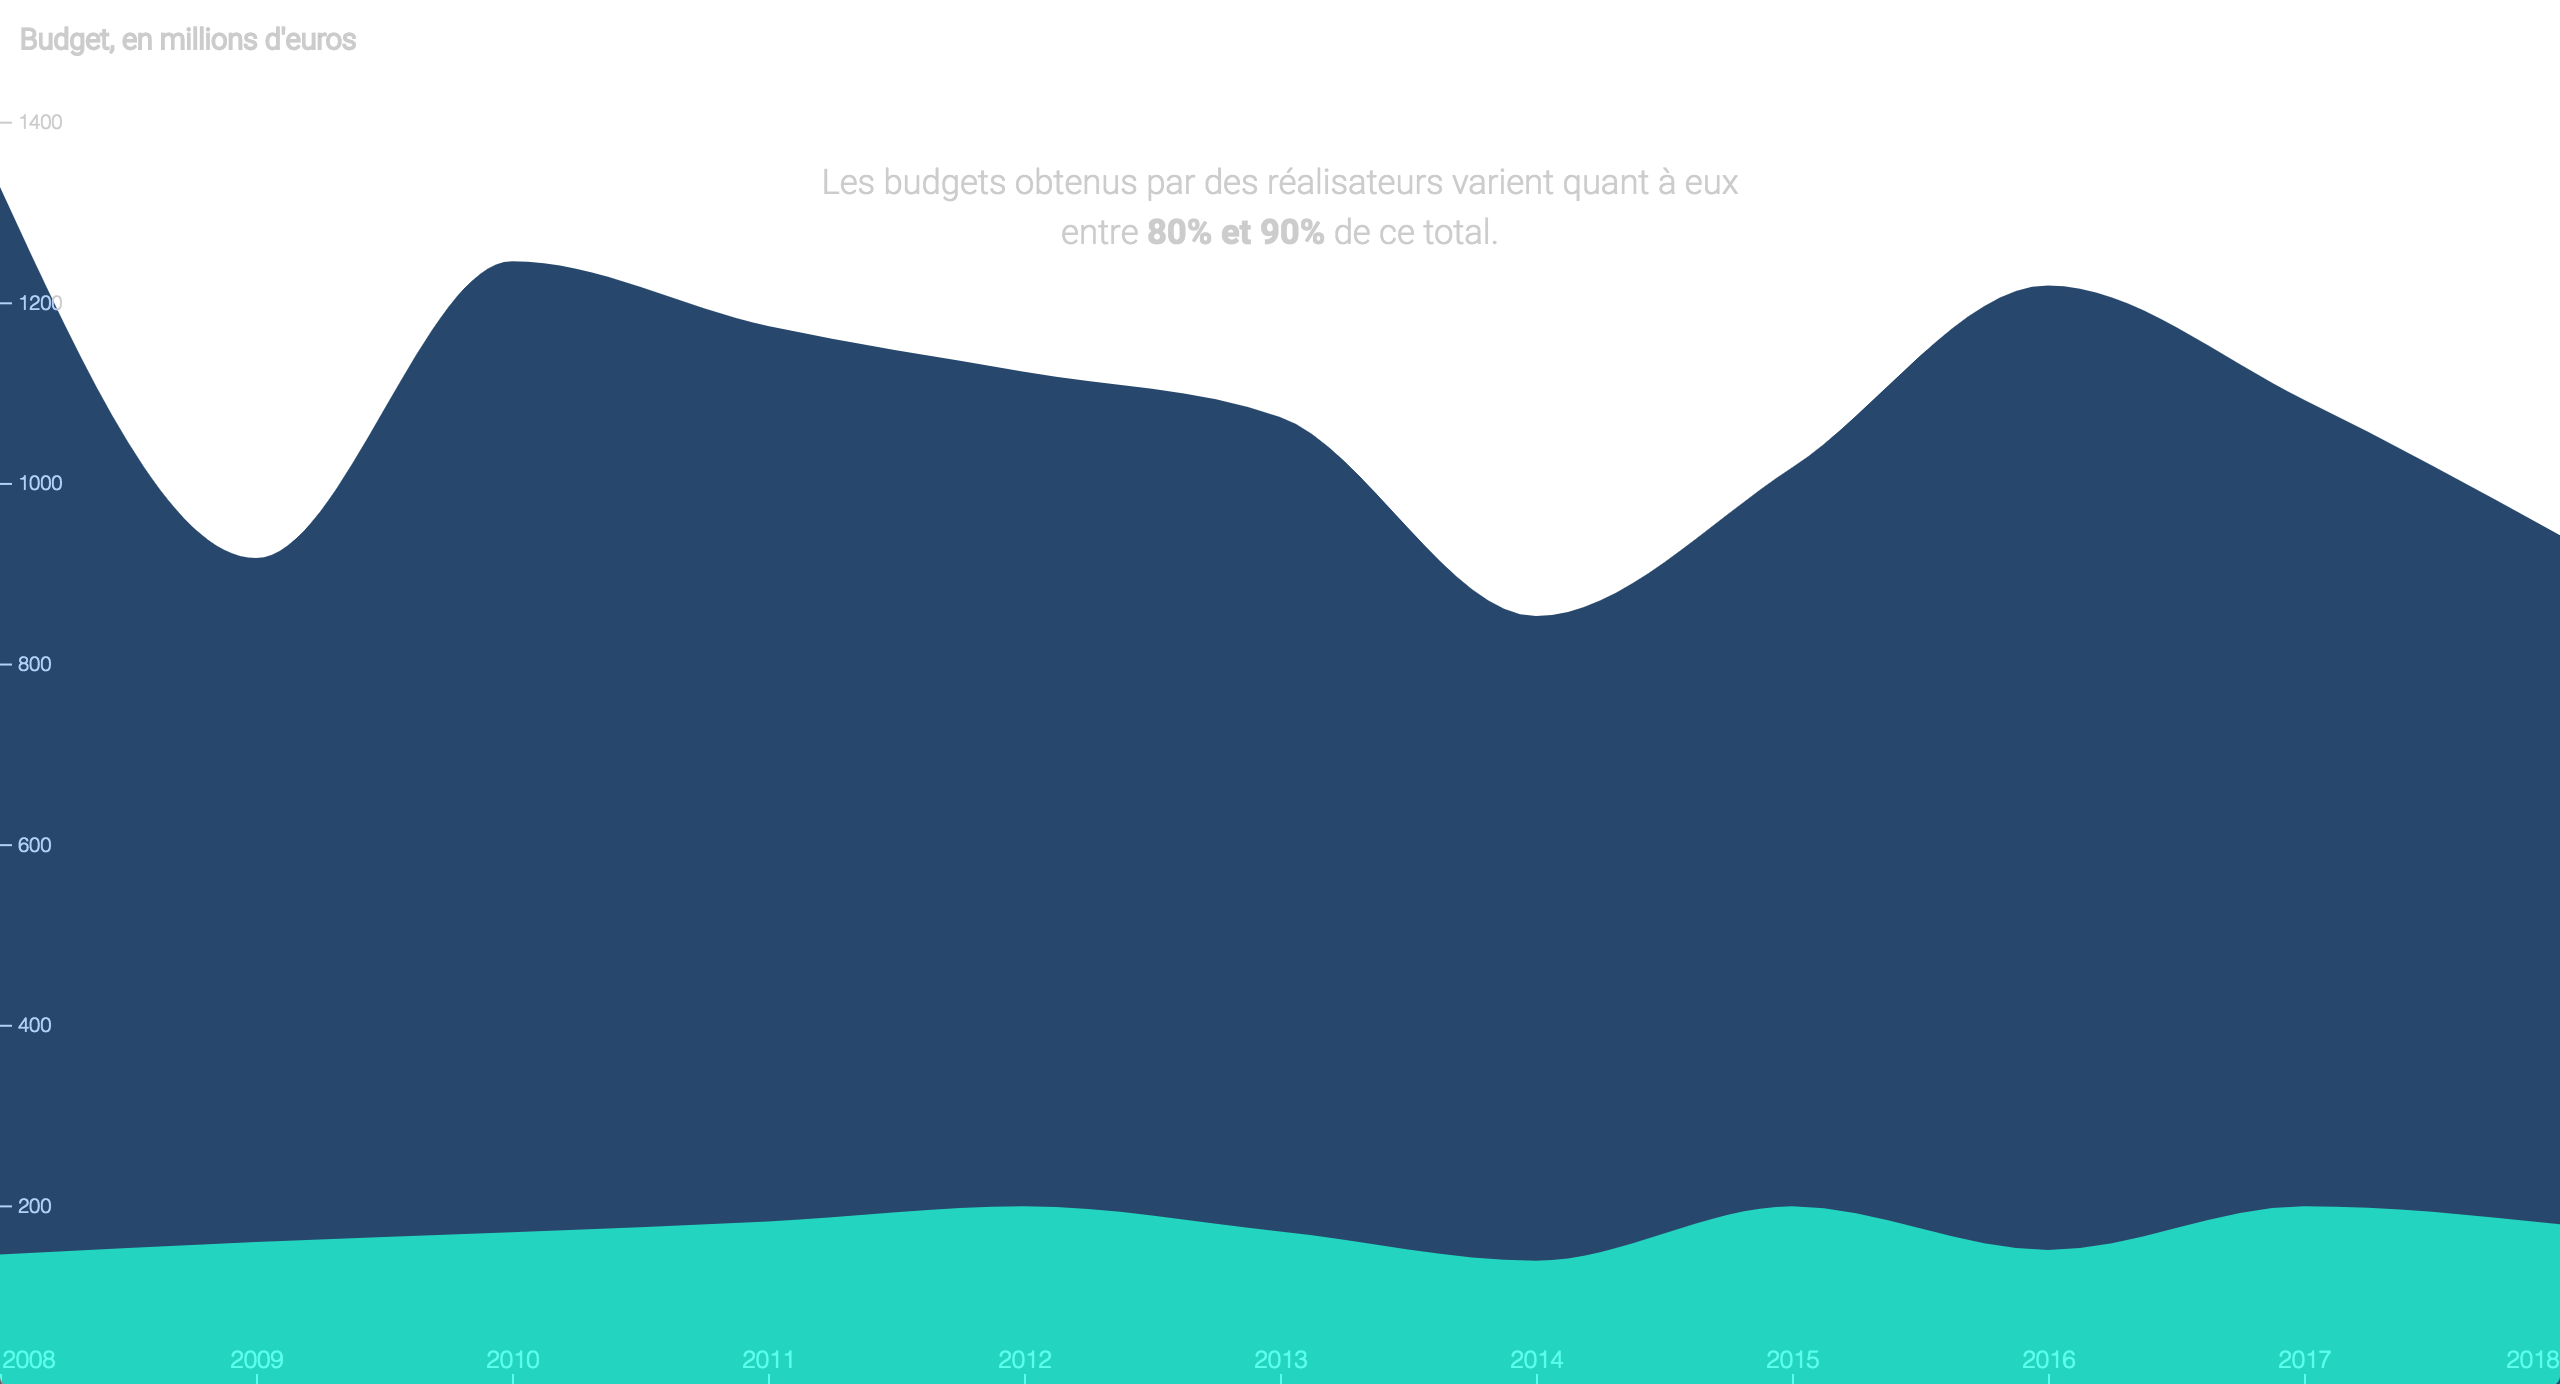 Budget, en millions d'euros
1400
Les budgets obtenus par des réalisateurs varient quant à eux
entre 80% et 90% de ce total.
1200
1000
800
600
400
200
2008 2009 2010 2011 2012 2013 2014 2015 2016 2017 2018